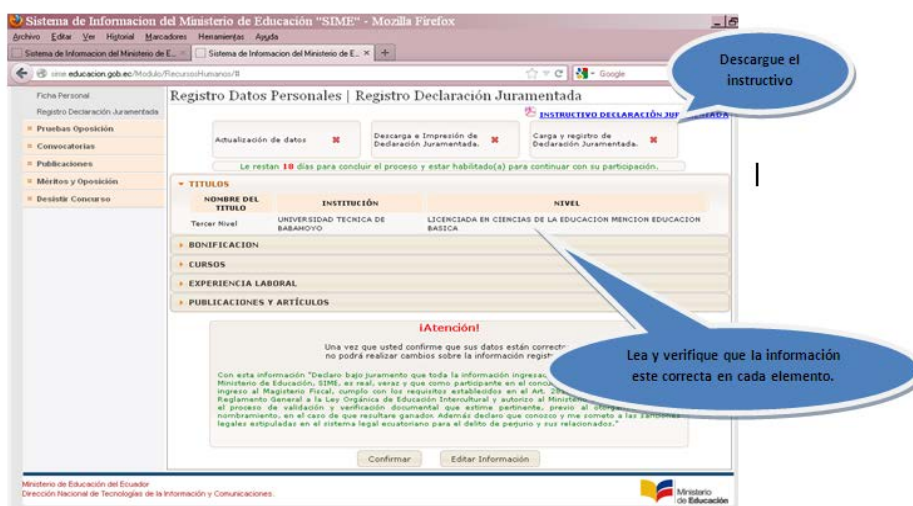 Sistema de Informacion del Ministerio de Educación "SIME" - Mozilla Firefox
Archivo Editar Ver Historial Marcadores Herramientas Ayuda
Sistema de Informacion del Ministerio de E... Sistema de Informacion del Ministerio de E... × +
sime.educacion.gob.ec/Modulo/RecursosHumanos/# Google
Descargue el
instructivo
Ficha Personal
Registro Declaración Juramentada
Pruebas Oposición
Convocatorias
Publicaciones
Méritos y Oposición
Desistir Concurso
Registro Datos Personales | Registro Declaración Juramentada
INSTRUCTIVO DECLARACIÓN JURAMENTADA
Actualización de datos
Descarga e Impresión de
Declaración Juramentada.
Carga y registro de
Declaración Juramentada.
Le restan 18 días para concluir el proceso y estar habilitado(a) para continuar con su participación.
TITULOS
NOMBRE DEL
TITULO
INSTITUCIÓN
NIVEL
Tercer Nivel
UNIVERSIDAD TECNICA DE
BABAHOYO
LICENCIADA EN CIENCIAS DE LA EDUCACION MENCION EDUCACION
BASICA
BONIFICACION
CURSOS
EXPERIENCIA LABORAL
PUBLICACIONES Y ARTÍCULOS
¡Atención!
Una vez que usted confirme que sus datos están
no podrá realizar cambios sobre la información
Lea y verifique que la información
este correcta en cada elemento.
Con esta información "Declaro bajo juramento que toda la información
Ministerio de Educación, SIME, es real, veras y que como participante en el
ingreso al Magisterio Fiscal, cumplo con los requisitos establecidos en el Art.
Reglamento General a la Ley Orgánica de Educación Intercultural y autorizo al
el proceso de validación y verificación documental que estime pertinente, previo al
nombramiento, en el caso de que resultare ganador. Además declaro que conozco y me someto a las sanciones
legales estipuladas en el sistema legal ecuatoriano para el delito de perjurio y sus relacionados."
Confirmar Editar Información
Ministerio de Educación del Ecuador
Dirección Nacional de Tecnologías de la Información y Comunicaciones.
Ministerio
de Educación